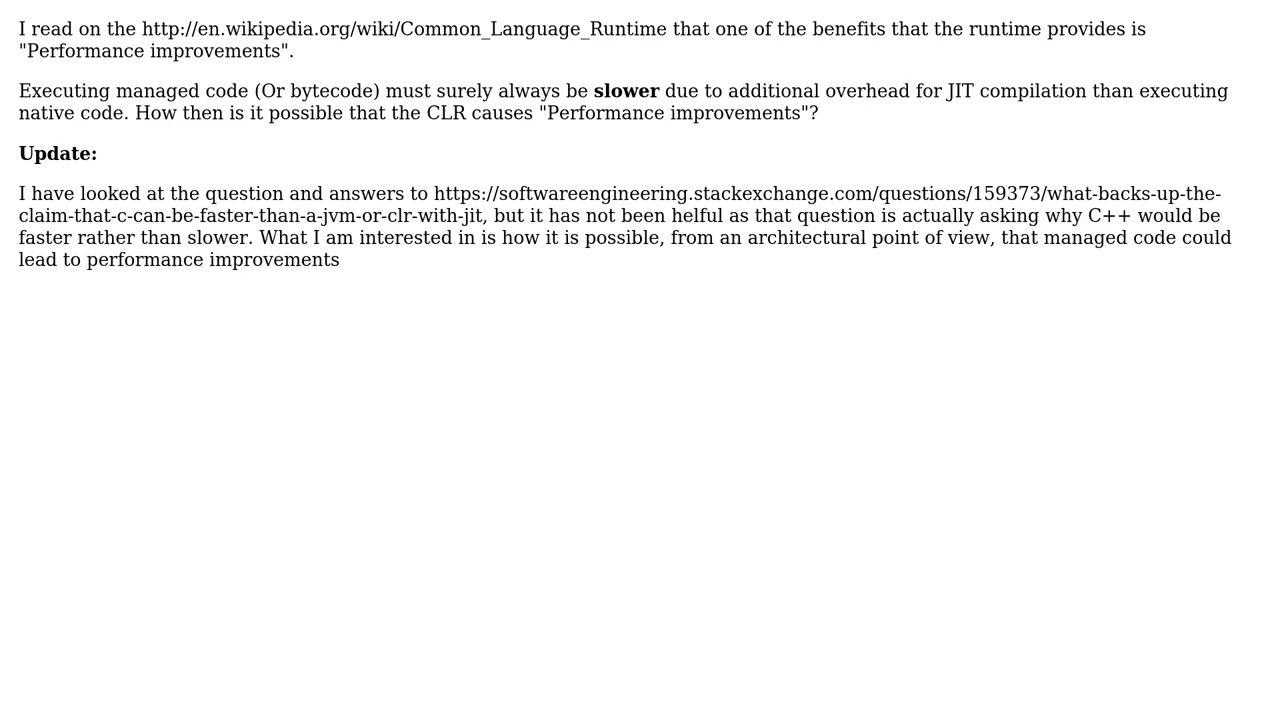 I read on the http://en.wikipedia.org/wiki/Common_Language_Runtime that one of the benefits that the runtime provides is
"Performance improvements".
Executing managed code (Or bytecode) must surely always be slower due to additional overhead for JIT compilation than executing
native code. How then is it possible that the CLR causes "Performance improvements"?
Update:
I have looked at the question and answers to https://softwareengineering.stackexchange.com/questions/159373/what-backs-up-the-
claim-that-c-can-be-faster-than-a-jvm-or-clr-with-jit, but it has not been helful as that question is actually asking why C++ would be
faster rather than slower. What I am interested in is how it is possible, from an architectural point of view, that managed code could
lead to performance improvements